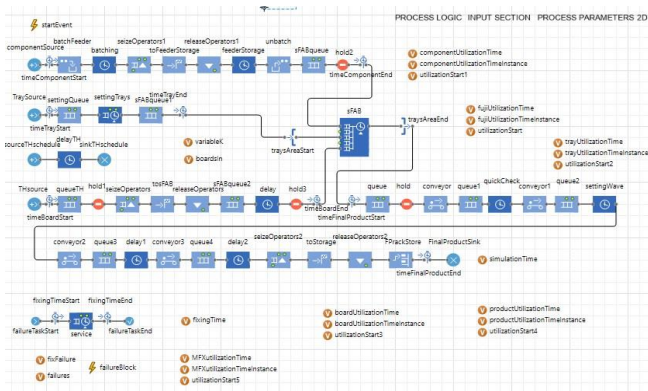 PROCESS LOGIC INPUT SECTION PROCESS PARAMETERS 2D
startEvent
componentSource batchFeeder batching seizeOperators1 toFeederStorage releaseOperators1 feederStorage unbatch sFABqueue hold2
timeComponentStart timeComponentEnd
componentUtilizationTime
componentUtilizationTimeInstance
utilizationStart1
TraySource settingQueue settingTrays sFABqueue1 timeTrayEnd
timeTrayStart
sFAB traysAreaEnd
traysAreaStart
fujiUtilizationTime
fujiUtilizationTimeInstance
utilizationStart
sourceTHschedule delayTH sinkTHschedule
variableK
boardsIn
trayUtilizationTime
trayUtilizationTimeInstance
utilizationStart2
THsource queueTH hold1 seizeOperators tosFAB releaseOperators sFABqueue2 delay hold3 timeBoardEnd queue hold conveyor queue1 quickCheck conveyor1 queue2 settingWave
timeBoardStart timeFinalProductStart
conveyor2 queue3 delay1 conveyor3 queue4 delay2 seizeOperators2 toStorage releaseOperators2 FPrackStore FinalProductSink
timeFinalProductEnd
simulationTime
fixingTimeStart fixingTimeEnd
failureTaskStart service failureTaskEnd
fixingTime
boardUtilizationTime
boardUtilizationTimeInstance
utilizationStart3
productUtilizationTime
productUtilizationTimeInstance
utilizationStart4
fixFailure
failures
failureBlock
MFXutilizationTime
MFXutilizationTimeInstance
utilizationStart5